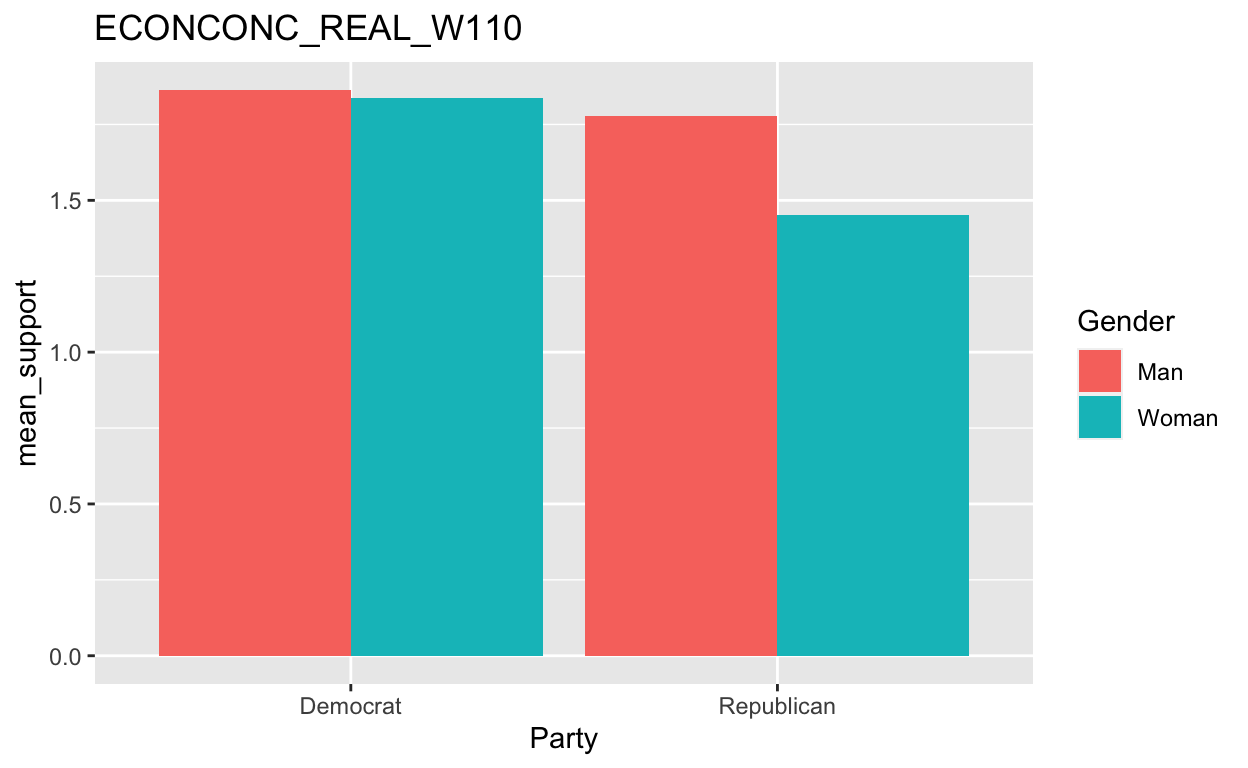 ECONCONC_REAL_W110
mean_support
1.5
1.0
0.5
0.0
Democrat
Republican
Party
Gender
Man
Woman